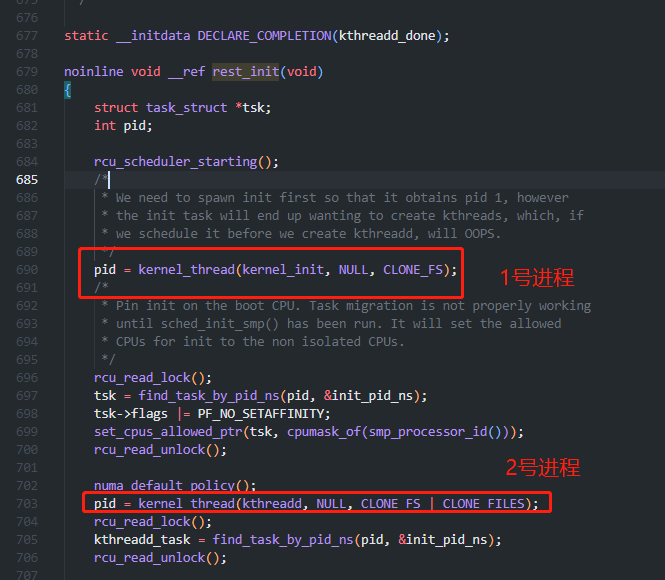 675 */
676
677 static __initdata DECLARE_COMPLETION(kthreadd_done);
678
679 noinline void __ref rest_init(void)
680 {
681 struct task_struct *tsk;
682 int pid;
683
684 rcu_scheduler_starting();
685 /*
686 * We need to spawn init first so that it obtains pid 1, however
687 * the init task will end up wanting to create kthreads, which, if
688 * we schedule it before we create kthreadd, will OOPS.
689 */
690 pid = kernel_thread(kernel_init, NULL, CLONE_FS);
1号进程
691 /*
692 * Pin init on the boot CPU. Task migration is not properly working
693 * until sched_init_smp() has been run. It will set the allowed
694 * CPUs for init to the non isolated CPUs.
695 */
696 rcu_read_lock();
697 tsk = find_task_by_pid_ns(pid, &init_pid_ns);
698 tsk->flags |= PF_NO_SETAFFINITY;
699 set_cpus_allowed_ptr(tsk, cpumask_of(smp_processor_id()));
700 rcu_read_unlock();
701
2号进程
702 numa_default_policy();
703 pid = kernel_thread(kthreadd, NULL, CLONE_FS | CLONE_FILES);
704 rcu_read_lock();
705 kthreadd_task = find_task_by_pid_ns(pid, &init_pid_ns);
706 rcu_read_unlock();